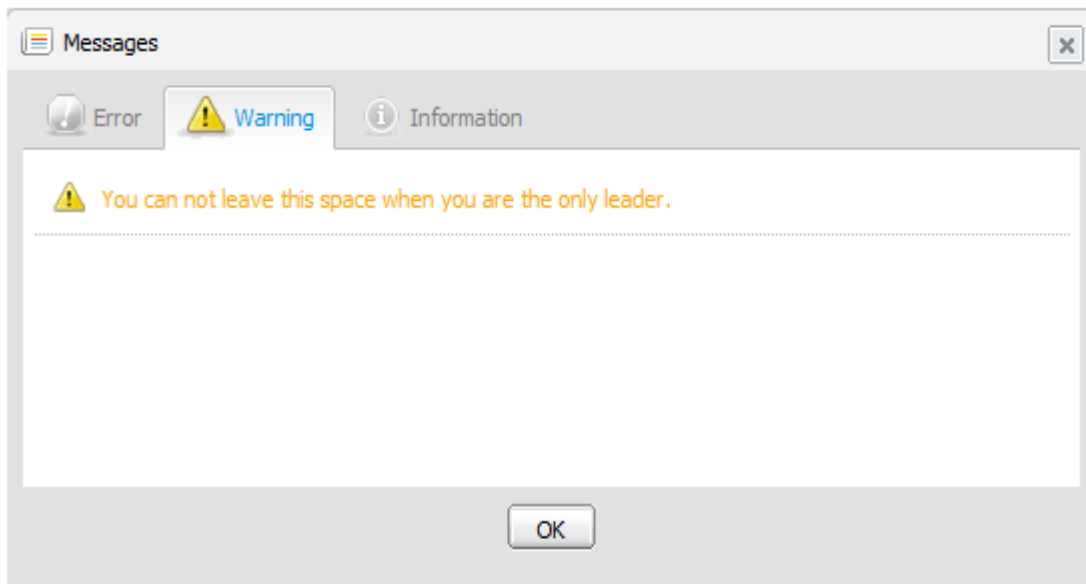 Messages
Error Warning Information
You can not leave this space when you are the only leader.
OK